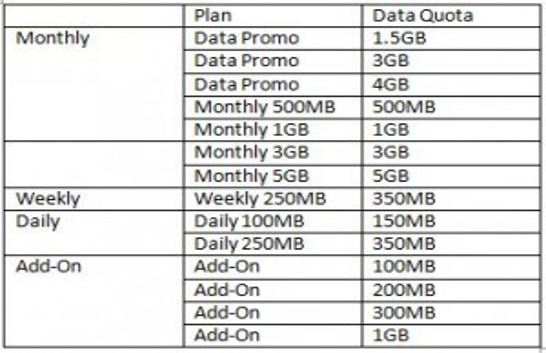 Plan Data Quota
Monthly Data Promo 1.5GB
Data Promo 3GB
Data Promo 4GB
Monthly 500MB 500MB
Monthly 1GB 1GB
Monthly 3GB 3GB
Monthly 5GB 5GB
Weekly Weekly 250MB 350MB
Daily Daily 100MB 150MB
Daily 250MB 350MB
Add-On Add-On 100MB
Add-On 200MB
Add-On 300MB
Add-On 1GB